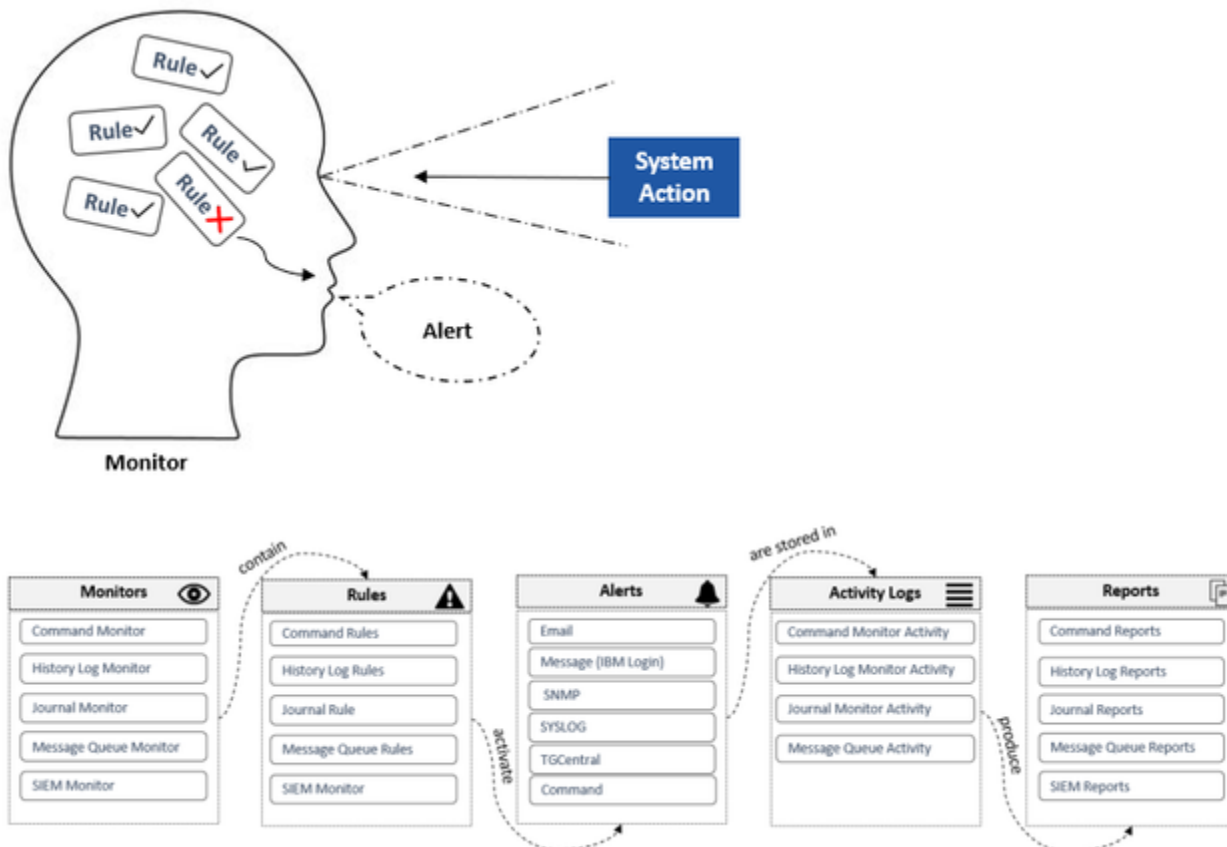 Rule
Rule
Rule
Rule
Rule
System
Action
Alert
Monitor
contain
are stored in
Monitors
Rules
Alerts
Activity Logs
Reports
Command Monitor
History Log Monitor
Journal Monitor
Message Queue Monitor
SIEM Monitor
Command Rules
History Log Rules
Journal Rule
Message Queue Rules
SIEM Monitor
activate
Email
Message (IBM Login)
SNMP
SYSLOG
TGCentral
Command
Command Monitor Activity
History Log Monitor Activity
Journal Monitor Activity
Message Queue Activity
produce
Command Reports
History Log Reports
Journal Reports
Message Queue Reports
SIEM Reports